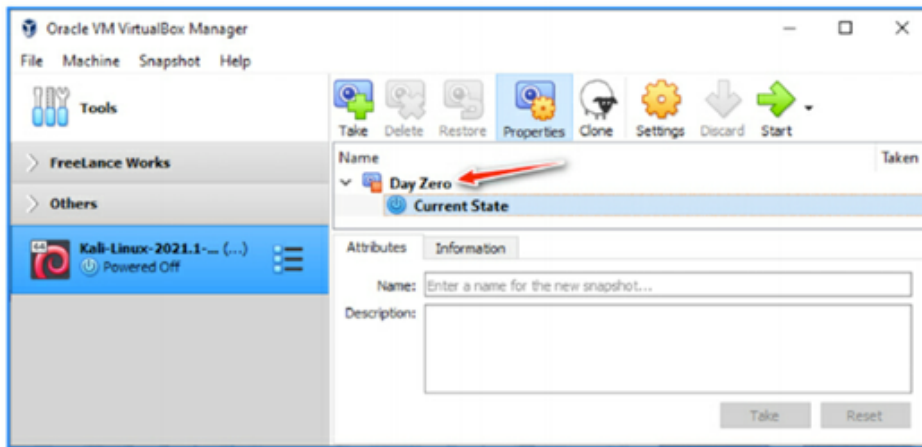 Oracle VM VirtualBox Manager
File Machine Snapshot Help
Tools
Take Delete Restore Properties Clone Settings Discard Start
FreeLance Works
Others
Name Taken
Day Zero
Current State
64
Kali-Linux-2021.1-... (...)
Powered Off
Attributes Information
Name: Enter a name for the new snapshot...
Description:
Take Reset